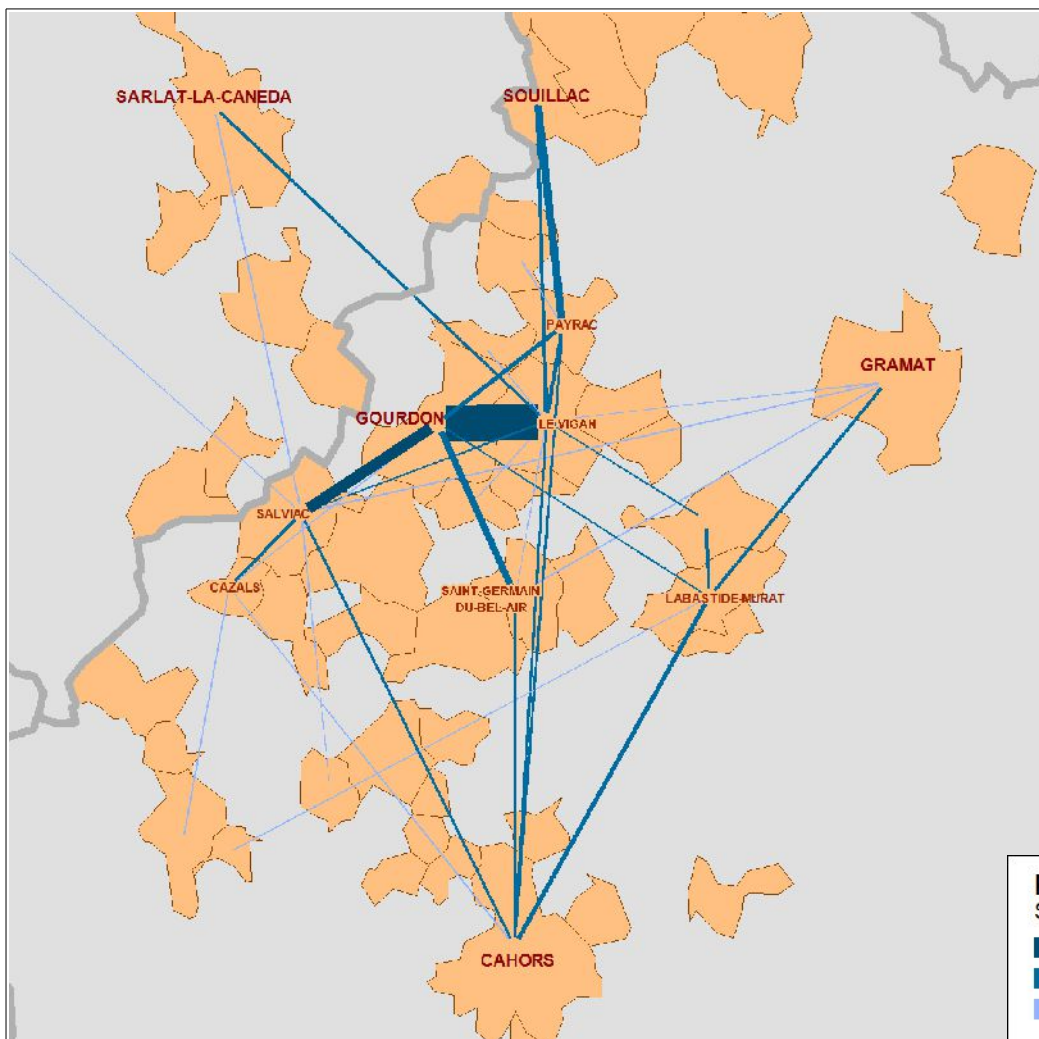 SARLAT-LA-CANEDA
SOUILLAC
PAYRAC
GRAMAT
GOURDON
LE VIGAN
SALVIAC
CAZALS
SAINT-GERMAIN
DU-BEL-AIR
LABASTIDE-MURAT
CAHORS